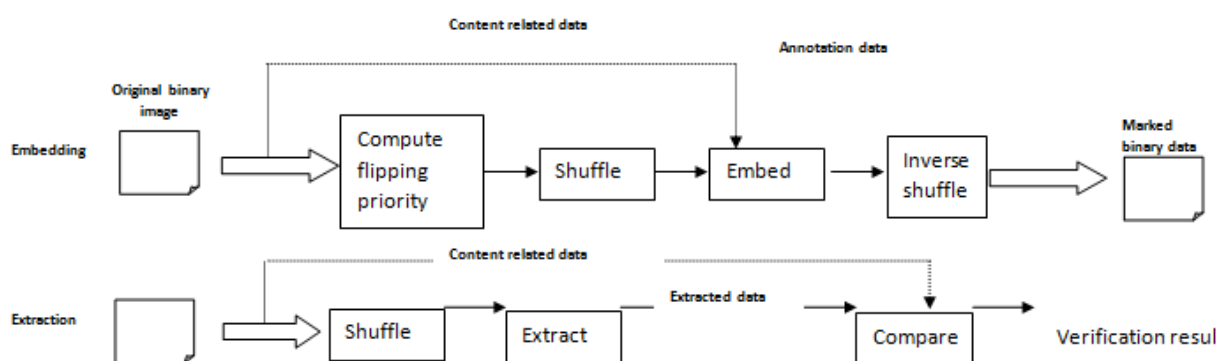 Content related data
Annotation data
Original binary
image
Embedding
Compute
flipping
priority
Shuffle
Embed
Inverse
shuffle
Marked
binary data
Content related data
Extraction
Shuffle
Extract
Extracted data
Compare
Verification resul